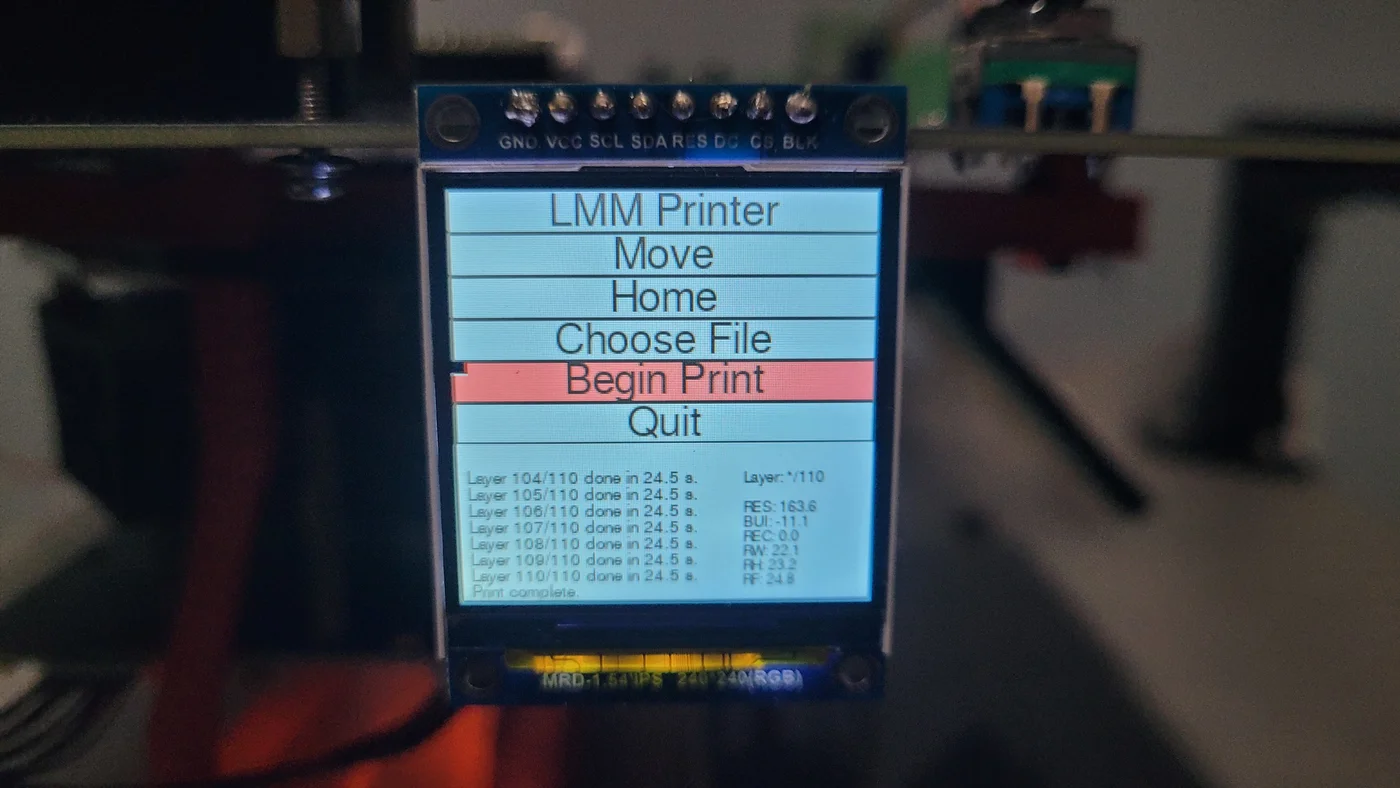 GND VCC SCL SDA RES DC CS BLK
LMM Printer
Move
Home
Choose File
Begin Print
Quit
Layer 104/110 done in 24.5 s.
Layer 105/110 done in 24.5 s.
Layer 106/110 done in 24.5 s.
Layer 107/110 done in 24.5 s.
Layer 108/110 done in 24.5 s.
Layer 109/110 done in 24.5 s.
Layer 110/110 done in 24.5 s.
Print complete.
Layer: */110
RES: 163.6
BUI: -11.1
REC: 0.0
RW: 22.1
RH: 23.2
RF: 24.8
MRD-1.54'IPS 240*240(RGB)